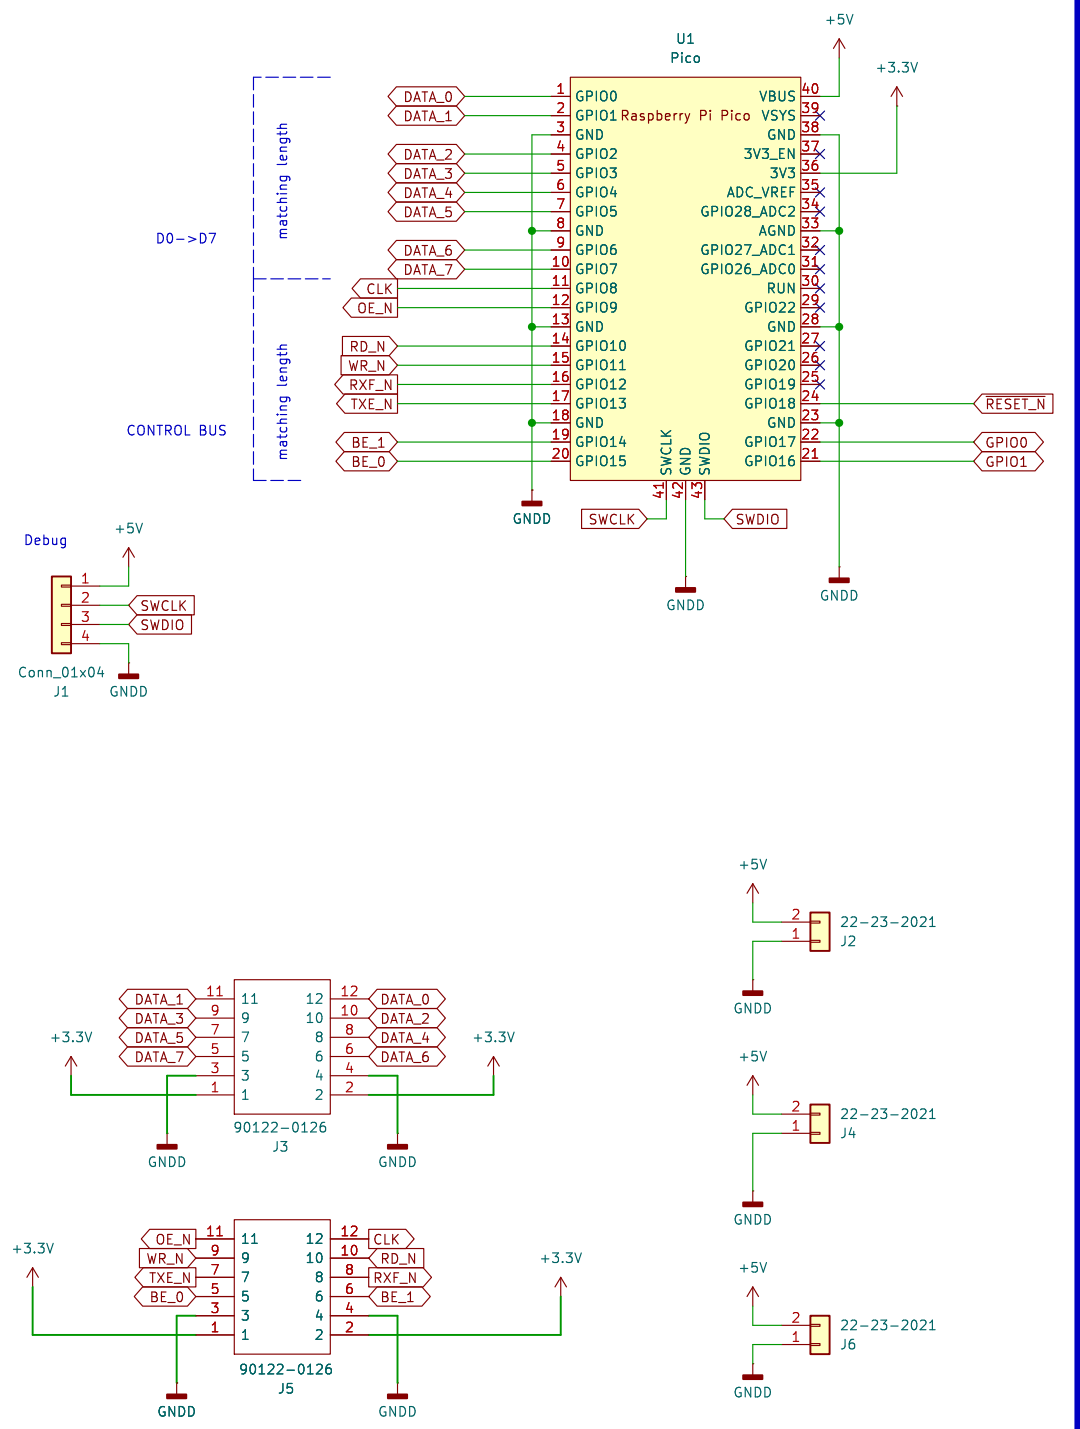 +5V
U1
Pico
+3.3V
DATA_0 1 GPIO0 VBUS 40
DATA_1 2 GPIO1 Raspberry Pi Pico VSYS 39
3 GND GND 38
DATA_2 4 GPIO2 3V3_EN 37
DATA_3 5 GPIO3 3V3 36
DATA_4 6 GPIO4 ADC_VREF 35
DATA_5 7 GPIO5 GPIO28_ADC2 34
8 GND AGND 33
DATA_6 9 GPIO6 GPIO27_ADC1 32
DATA_7 10 GPIO7 GPIO26_ADC0 31
CLK 11 GPIO8 RUN 30
OE_N 12 GPIO9 GPIO22 29
13 GND GND 28
RD_N 14 GPIO10 GPIO21 27
WR_N 15 GPIO11 GPIO20 26
RXF_N 16 GPIO12 GPIO19 25
TXE_N 17 GPIO13 GPIO18 24 RESET_N
18 GND GND 23
BE_1 19 GPIO14 GPIO17 22 GPIO0
BE_0 20 GPIO15 GPIO16 21 GPIO1
matching length
D0->D7
matching length
CONTROL BUS
SWCLK GND SWDIO
41 42 43
SWCLK SWDIO
GNDD
GNDD
GNDD
Debug
+5V
1
2 SWCLK
3 SWDIO
4
Conn_01x04
J1
GNDD
+5V
2 22-23-2021
1 J2
GNDD
DATA_1 11 11 12 12 DATA_0
DATA_3 9 9 10 10 DATA_2
DATA_5 7 7 8 8 DATA_4
DATA_7 5 5 6 6 DATA_6
3 3 4 4
1 1 2 2
+3.3V
+3.3V
90122-0126
J3
GNDD
GNDD
+5V
2 22-23-2021
1 J4
GNDD
OE_N 11 11 12 12 CLK
WR_N 9 9 10 10 RD_N
TXE_N 7 7 8 8 RXF_N
BE_0 5 5 6 6 BE_1
3 3 4 4
1 1 2 2
+3.3V
+3.3V
90122-0126
J5
GNDD
GNDD
+5V
2 22-23-2021
1 J6
GNDD